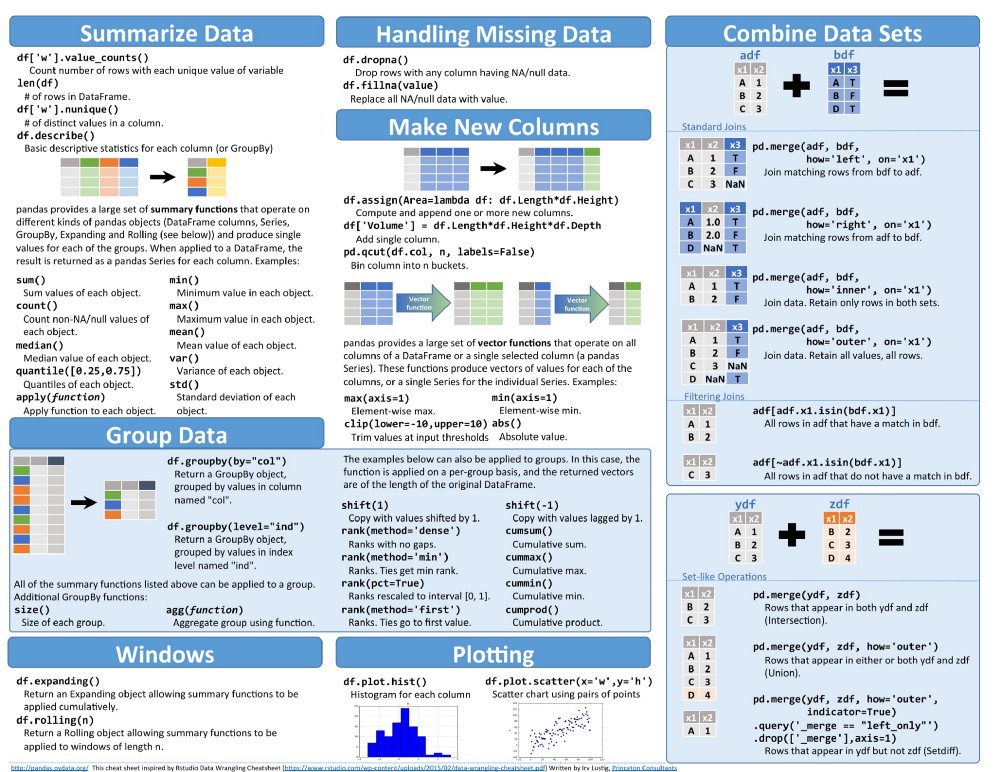 Summarize Data
df['w'].value_counts()
Count number of rows with each unique value of variable
len(df)
# of rows in DataFrame.
df['w'].nunique()
# of distinct values in a column.
df.describe()
Basic descriptive statistics for each column (or GroupBy)
pandas provides a large set of summary functions that operate on
different kinds of pandas objects (DataFrame columns, Series,
GroupBy, Expanding and Rolling (see below)) and produce single
values for each of the groups. When applied to a DataFrame, the
result is returned as a pandas Series for each column. Examples:
sum()
Sum values of each object.
count()
Count non-NA/null values of
each object.
median()
Median value of each object.
quantile([0.25,0.75])
Quantiles of each object.
apply(function)
Apply function to each object.
min()
Minimum value in each object.
max()
Maximum value in each object.
mean()
Mean value of each object.
var()
Variance of each object.
std()
Standard deviation of each
object.
Handling Missing Data
df.dropna()
Drop rows with any column having NA/null data.
df.fillna(value)
Replace all NA/null data with value.
Make New Columns
df.assign(Area=lambda df: df.Length*df.Height)
Compute and append one or more new columns.
df['Volume'] = df.Length*df.Height*df.Depth
Add single column.
pd.qcut(df.col, n, labels=False)
Bin column into n buckets.
Vector
function
Vector
function
pandas provides a large set of vector functions that operate on all
columns of a DataFrame or a single selected column (a pandas
Series). These functions produce vectors of values for each of the
columns, or a single Series for the individual Series. Examples:
max(axis=1)
Element-wise max.
clip(lower=-10,upper=10)
Trim values at input thresholds
min(axis=1)
Element-wise min.
abs()
Absolute value.
Group Data
df.groupby(by="col")
Return a GroupBy object,
grouped by values in column
named "col".
df.groupby(level="ind")
Return a GroupBy object,
grouped by values in index
level named "ind".
All of the summary functions listed above can be applied to a group.
Additional GroupBy functions:
size()
Size of each group.
agg(function)
Aggregate group using function.
The examples below can also be applied to groups. In this case, the
function is applied on a per-group basis, and the returned vectors
are of the length of the original DataFrame.
shift(1)
Copy with values shifted by 1.
rank(method='dense')
Ranks with no gaps.
rank(method='min')
Ranks. Ties get min rank.
rank(pct=True)
Ranks rescaled to interval [0, 1].
rank(method='first')
Ranks. Ties go to first value.
shift(-1)
Copy with values lagged by 1.
cumsum()
Cumulative sum.
cummax()
Cumulative max.
cummin()
Cumulative min.
cumprod()
Cumulative product.
Windows
df.expanding()
Return an Expanding object allowing summary functions to be
applied cumulatively.
df.rolling(n)
Return a Rolling object allowing summary functions to be
applied to windows of length n.
Plotting
df.plot.hist()
Histogram for each column
df.plot.scatter(x='w',y='h')
Scatter chart using pairs of points
Combine Data Sets
adf
x1 x2
A 1
B 2
C 3
+
bdf
x1 x3
A T
B F
D T
=
Standard Joins
x1 x2 x3
A 1 T
B 2 F
C 3 NaN
pd.merge(adf, bdf,
how='left', on='x1')
Join matching rows from bdf to adf.
x1 x2 x3
A 1.0 T
B 2.0 F
D NaN T
pd.merge(adf, bdf,
how='right', on='x1')
Join matching rows from adf to bdf.
x1 x2 x3
A 1 T
B 2 F
pd.merge(adf, bdf,
how='inner', on='x1')
Join data. Retain only rows in both sets.
x1 x2 x3
A 1 T
B 2 F
C 3 NaN
D NaN T
pd.merge(adf, bdf,
how='outer', on='x1')
Join data. Retain all values, all rows.
Filtering Joins
x1 x2
A 1
B 2
adf[adf.x1.isin(bdf.x1)]
All rows in adf that have a match in bdf.
x1 x2
C 3
adf[~adf.x1.isin(bdf.x1)]
All rows in adf that do not have a match in bdf.
ydf
x1 x2
A 1
B 2
C 3
+
zdf
x1 x2
B 2
C 3
D 4
=
Set-like Operations
x1 x2
B 2
C 3
pd.merge(ydf, zdf)
Rows that appear in both ydf and zdf
(Intersection).
x1 x2
A 1
B 2
C 3
D 4
pd.merge(ydf, zdf, how='outer')
Rows that appear in either or both ydf and zdf
(Union).
x1 x2
A 1
pd.merge(ydf, zdf, how='outer',
indicator=True)
.query('_merge == "left_only"')
.drop(['_merge'],axis=1)
Rows that appear in ydf but not zdf (Setdiff).
http://pandas.pydata.org/ This cheat sheet inspired by Rstudio Data Wrangling Cheatsheet (https://www.rstudio.com/wp-content/uploads/2015/02/data-wrangling-cheatsheet.pdf) Written by Irv Lustig, Princeton Consultants